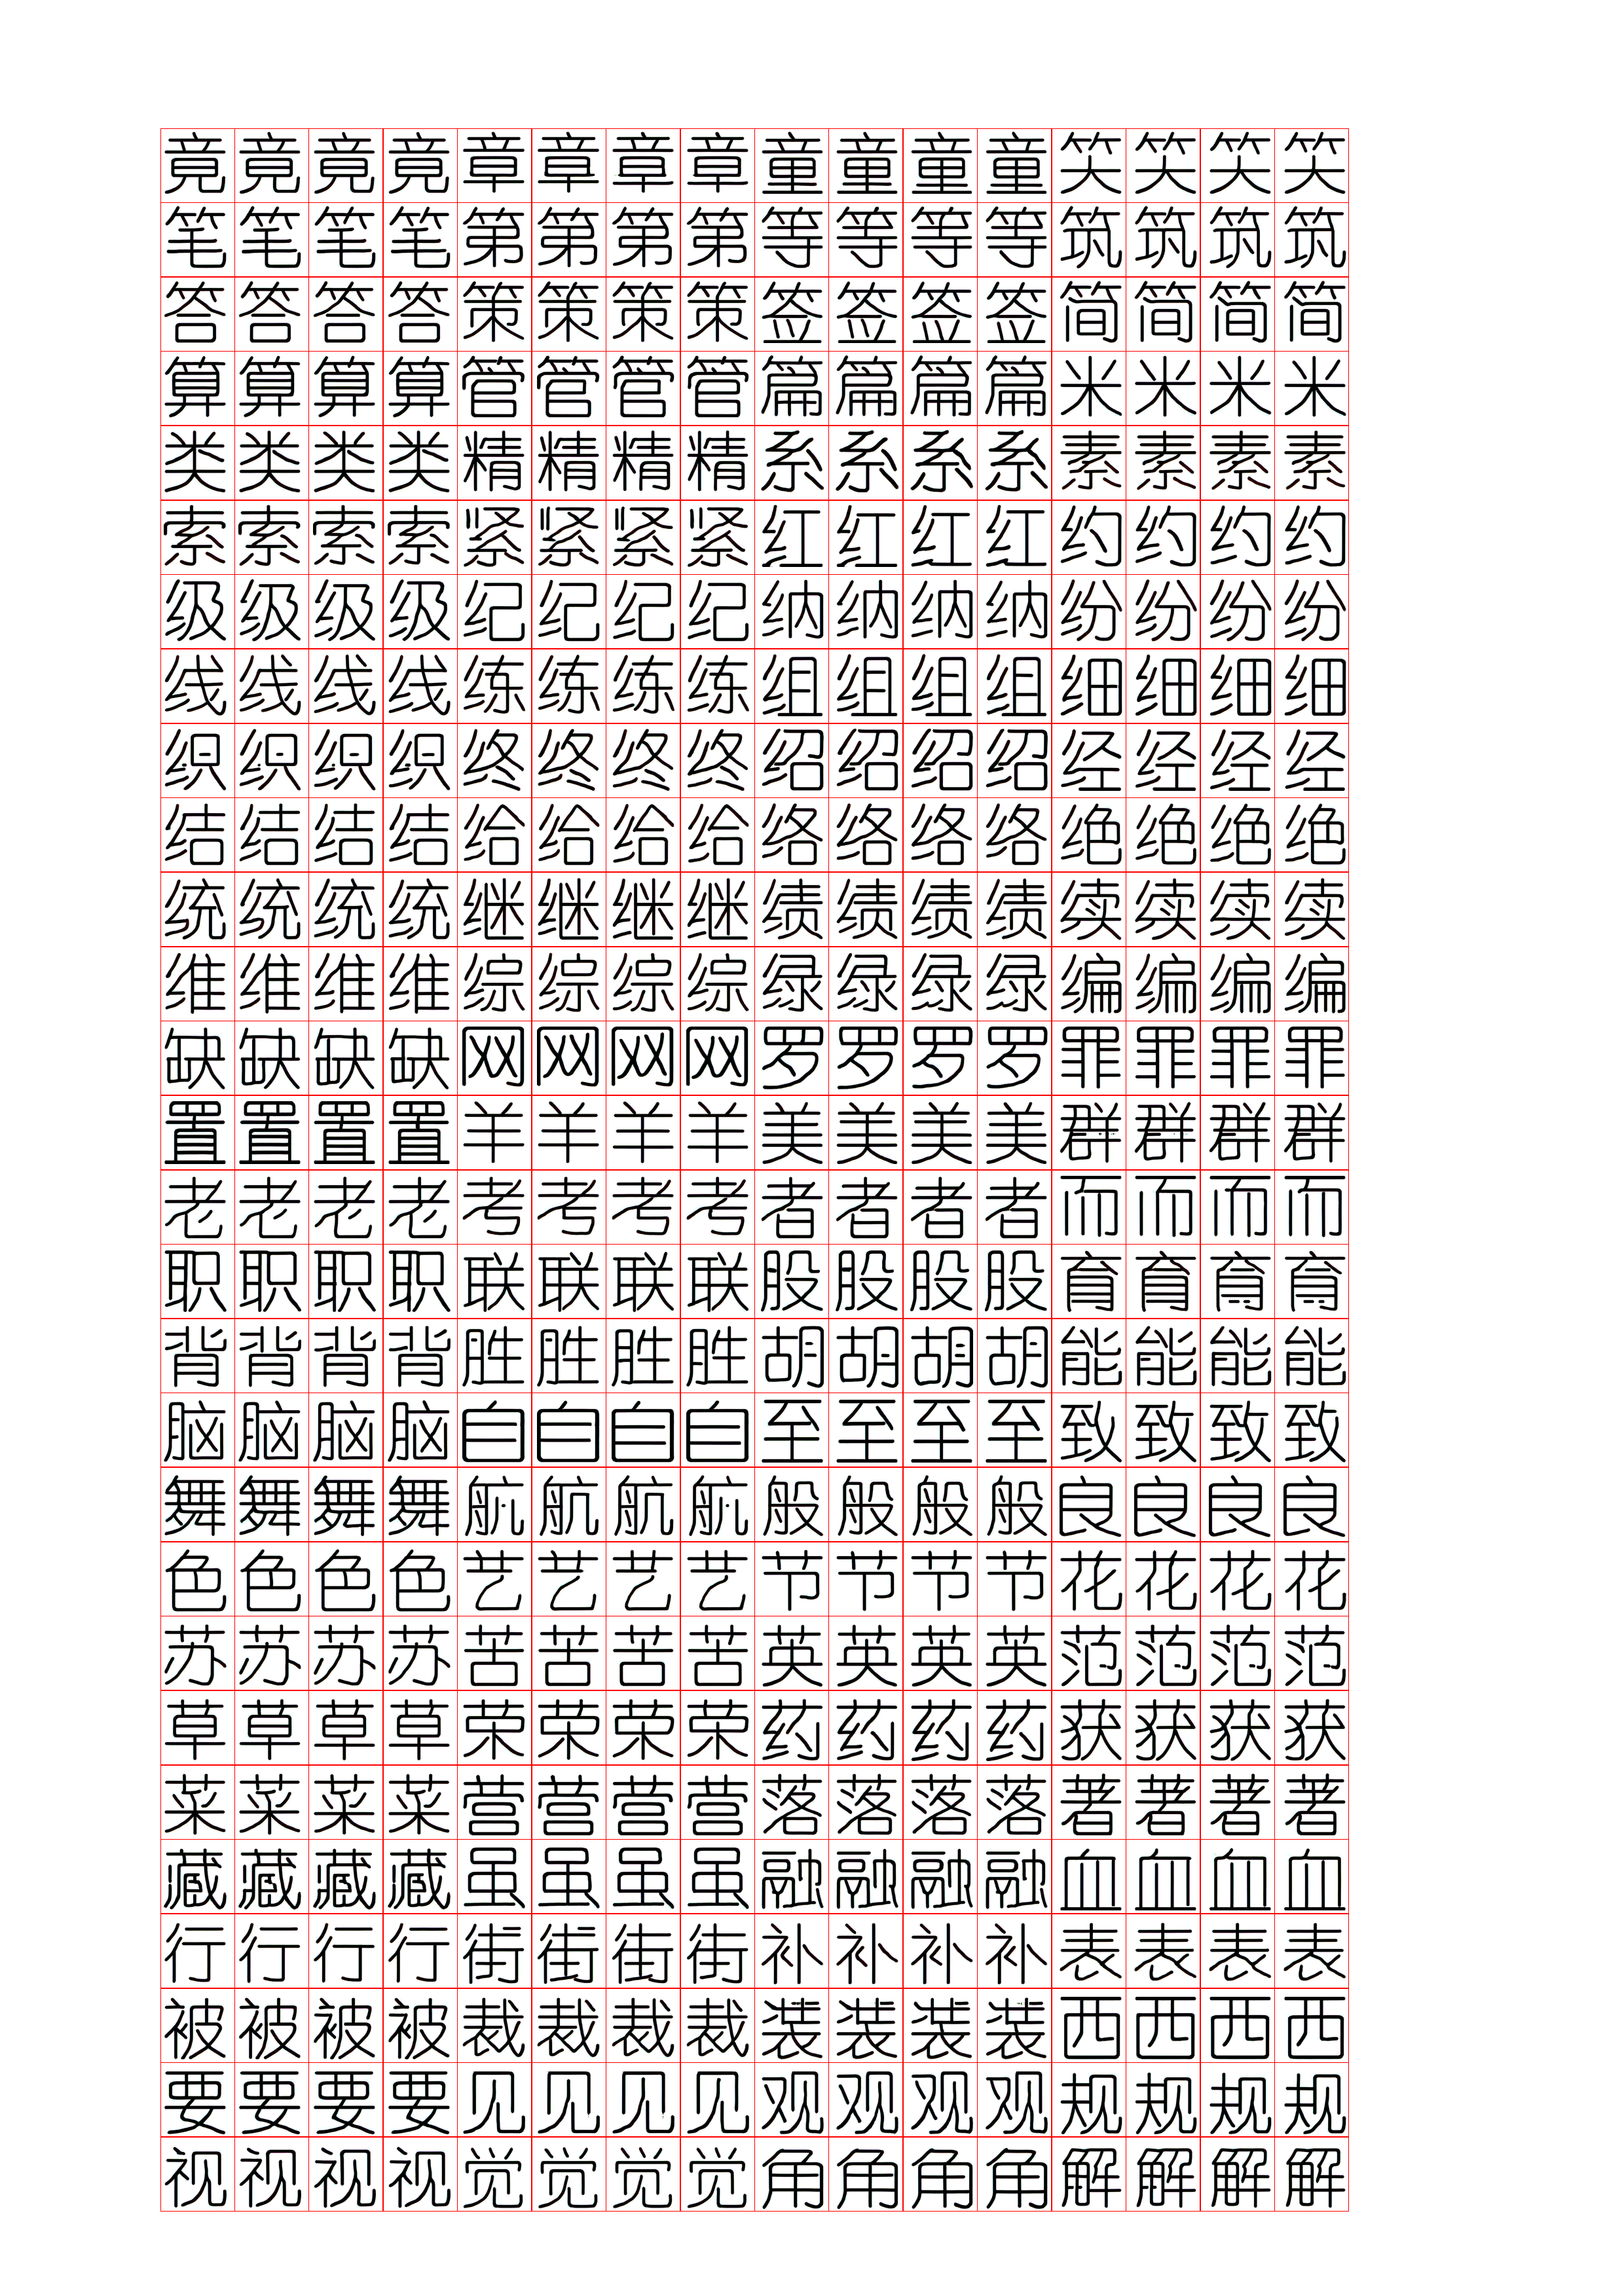 竟竟竟竟章章章章童童童童笑笑笑笑
笔笔笔笔第第第第等等等等筑筑筑筑
答答答答策策策策签签签签简简简简
算算算算管管管管篇篇篇篇米米米米
类类类类精精精精系系系系素素素素
索索索索紧紧紧紧红红红红约约约约
级级级级纪纪纪纪纳纳纳纳纷纷纷纷
线线线线练练练练组组组组细细细细
织织织织终终终终绍绍绍绍经经经经
结结结结给给给给络络络络绝绝绝绝
统统统统继继继继绩绩绩绩续续续续
维维维维综综综综绿绿绿绿编编编编
缺缺缺缺网网网网罗罗罗罗罪罪罪罪
置置置置羊羊羊羊美美美美群群群群
老老老老考考考考者者者者而而而而
职职职职联联联联股股股股育育育育
背背背背胜胜胜胜胡胡胡胡能能能能
脑脑脑脑自自自自至至至至致致致致
舞舞舞舞航航航航般般般般良良良良
色色色色艺艺艺艺节节节节花花花花
苏苏苏苏苦苦苦苦英英英英范范范范
草草草草荣荣荣荣药药药药获获获获
菜菜菜菜营营营营落落落落著著著著
藏藏藏藏虽虽虽虽融融融融血血血血
行行行行街街街街补补补补表表表表
被被被被裁裁裁裁装装装装西西西西
要要要要见见见见观观观观规规规规
视视视视觉觉觉觉角角角角解解解解